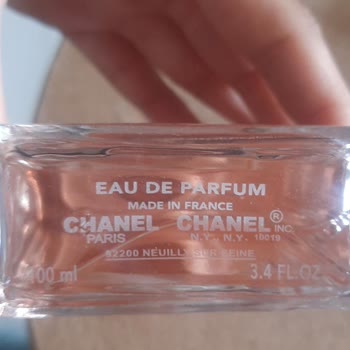 EAU DE PARFUM
MADE IN FRANCE
CHANEL CHANEL® INC.
PARIS N.Y. N.Y. 10019
92200 NEUILLY SUR SEINE
100 ml 3.4 FL.OZ